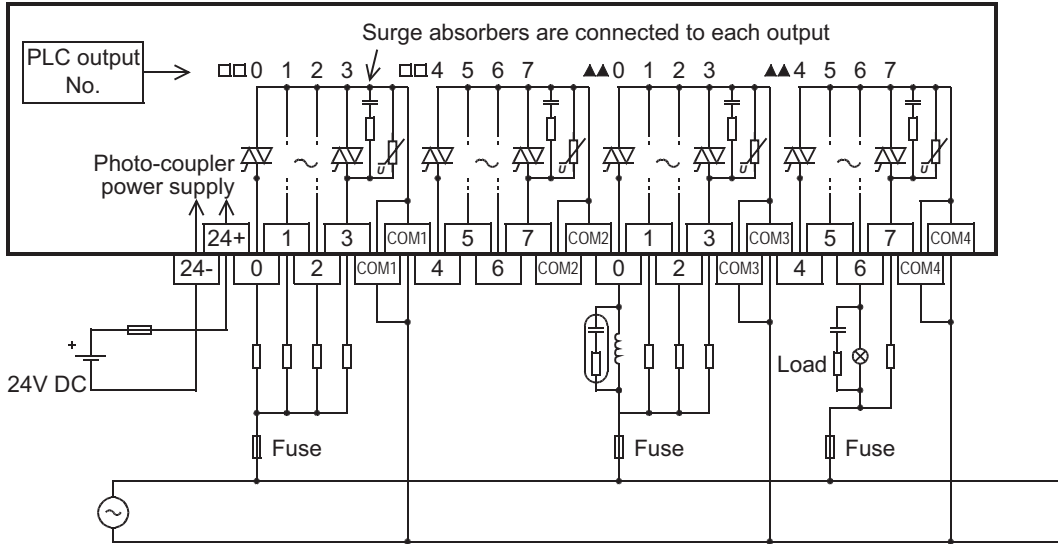 Surge absorbers are connected to each output
PLC output
No.
□□0 1 2 3 □□4 5 6 7 ▲▲0 1 2 3 ▲▲4 5 6 7
U U U U
Photo-coupler
power supply
24+ 1 3 COM1 5 7 COM2 1 3 COM3 5 7 COM4
24- 0 2 COM1 4 6 COM2 0 2 COM3 4 6 COM4
+
24V DC
Load
Fuse Fuse Fuse